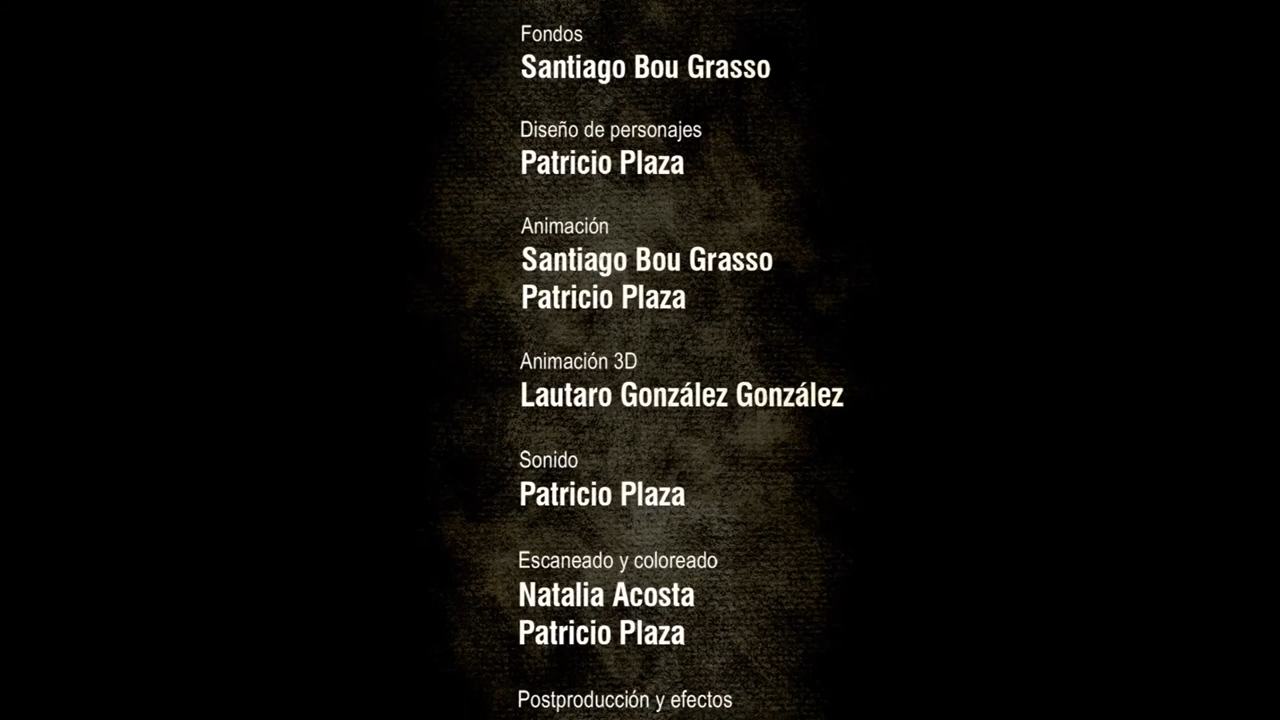 Fondos
Santiago Bou Grasso
Diseño de personajes
Patricio Plaza
Animación
Santiago Bou Grasso
Patricio Plaza
Animación 3D
Lautaro González González
Sonido
Patricio Plaza
Escaneado y coloreado
Natalia Acosta
Patricio Plaza
Postproducción y efectos